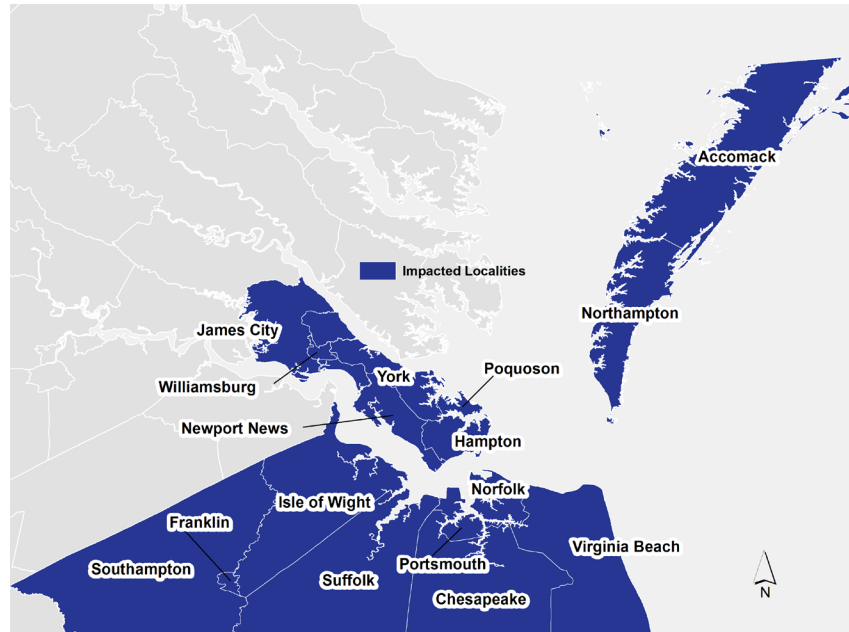 Accomack
Impacted Localities
Northampton
James City
Williamsburg
York
Poquoson
Newport News
Hampton
Norfolk
Isle of Wight
Franklin
Virginia Beach
Southampton
Portsmouth
Suffolk
Chesapeake
N